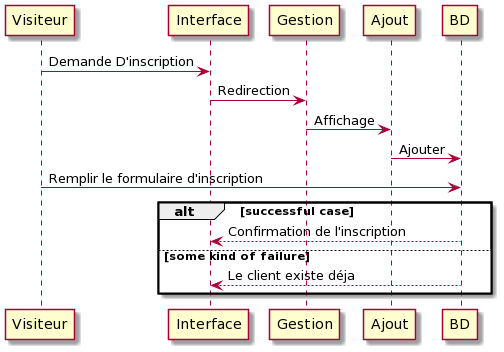 Visiteur Interface Gestion Ajout BD
Demande D'inscription
Redirection
Affichage
Ajouter
Remplir le formulaire d'inscription
alt [successful case]
Confirmation de l'inscription
[some kind of failure]
Le client existe déja
Visiteur Interface Gestion Ajout BD